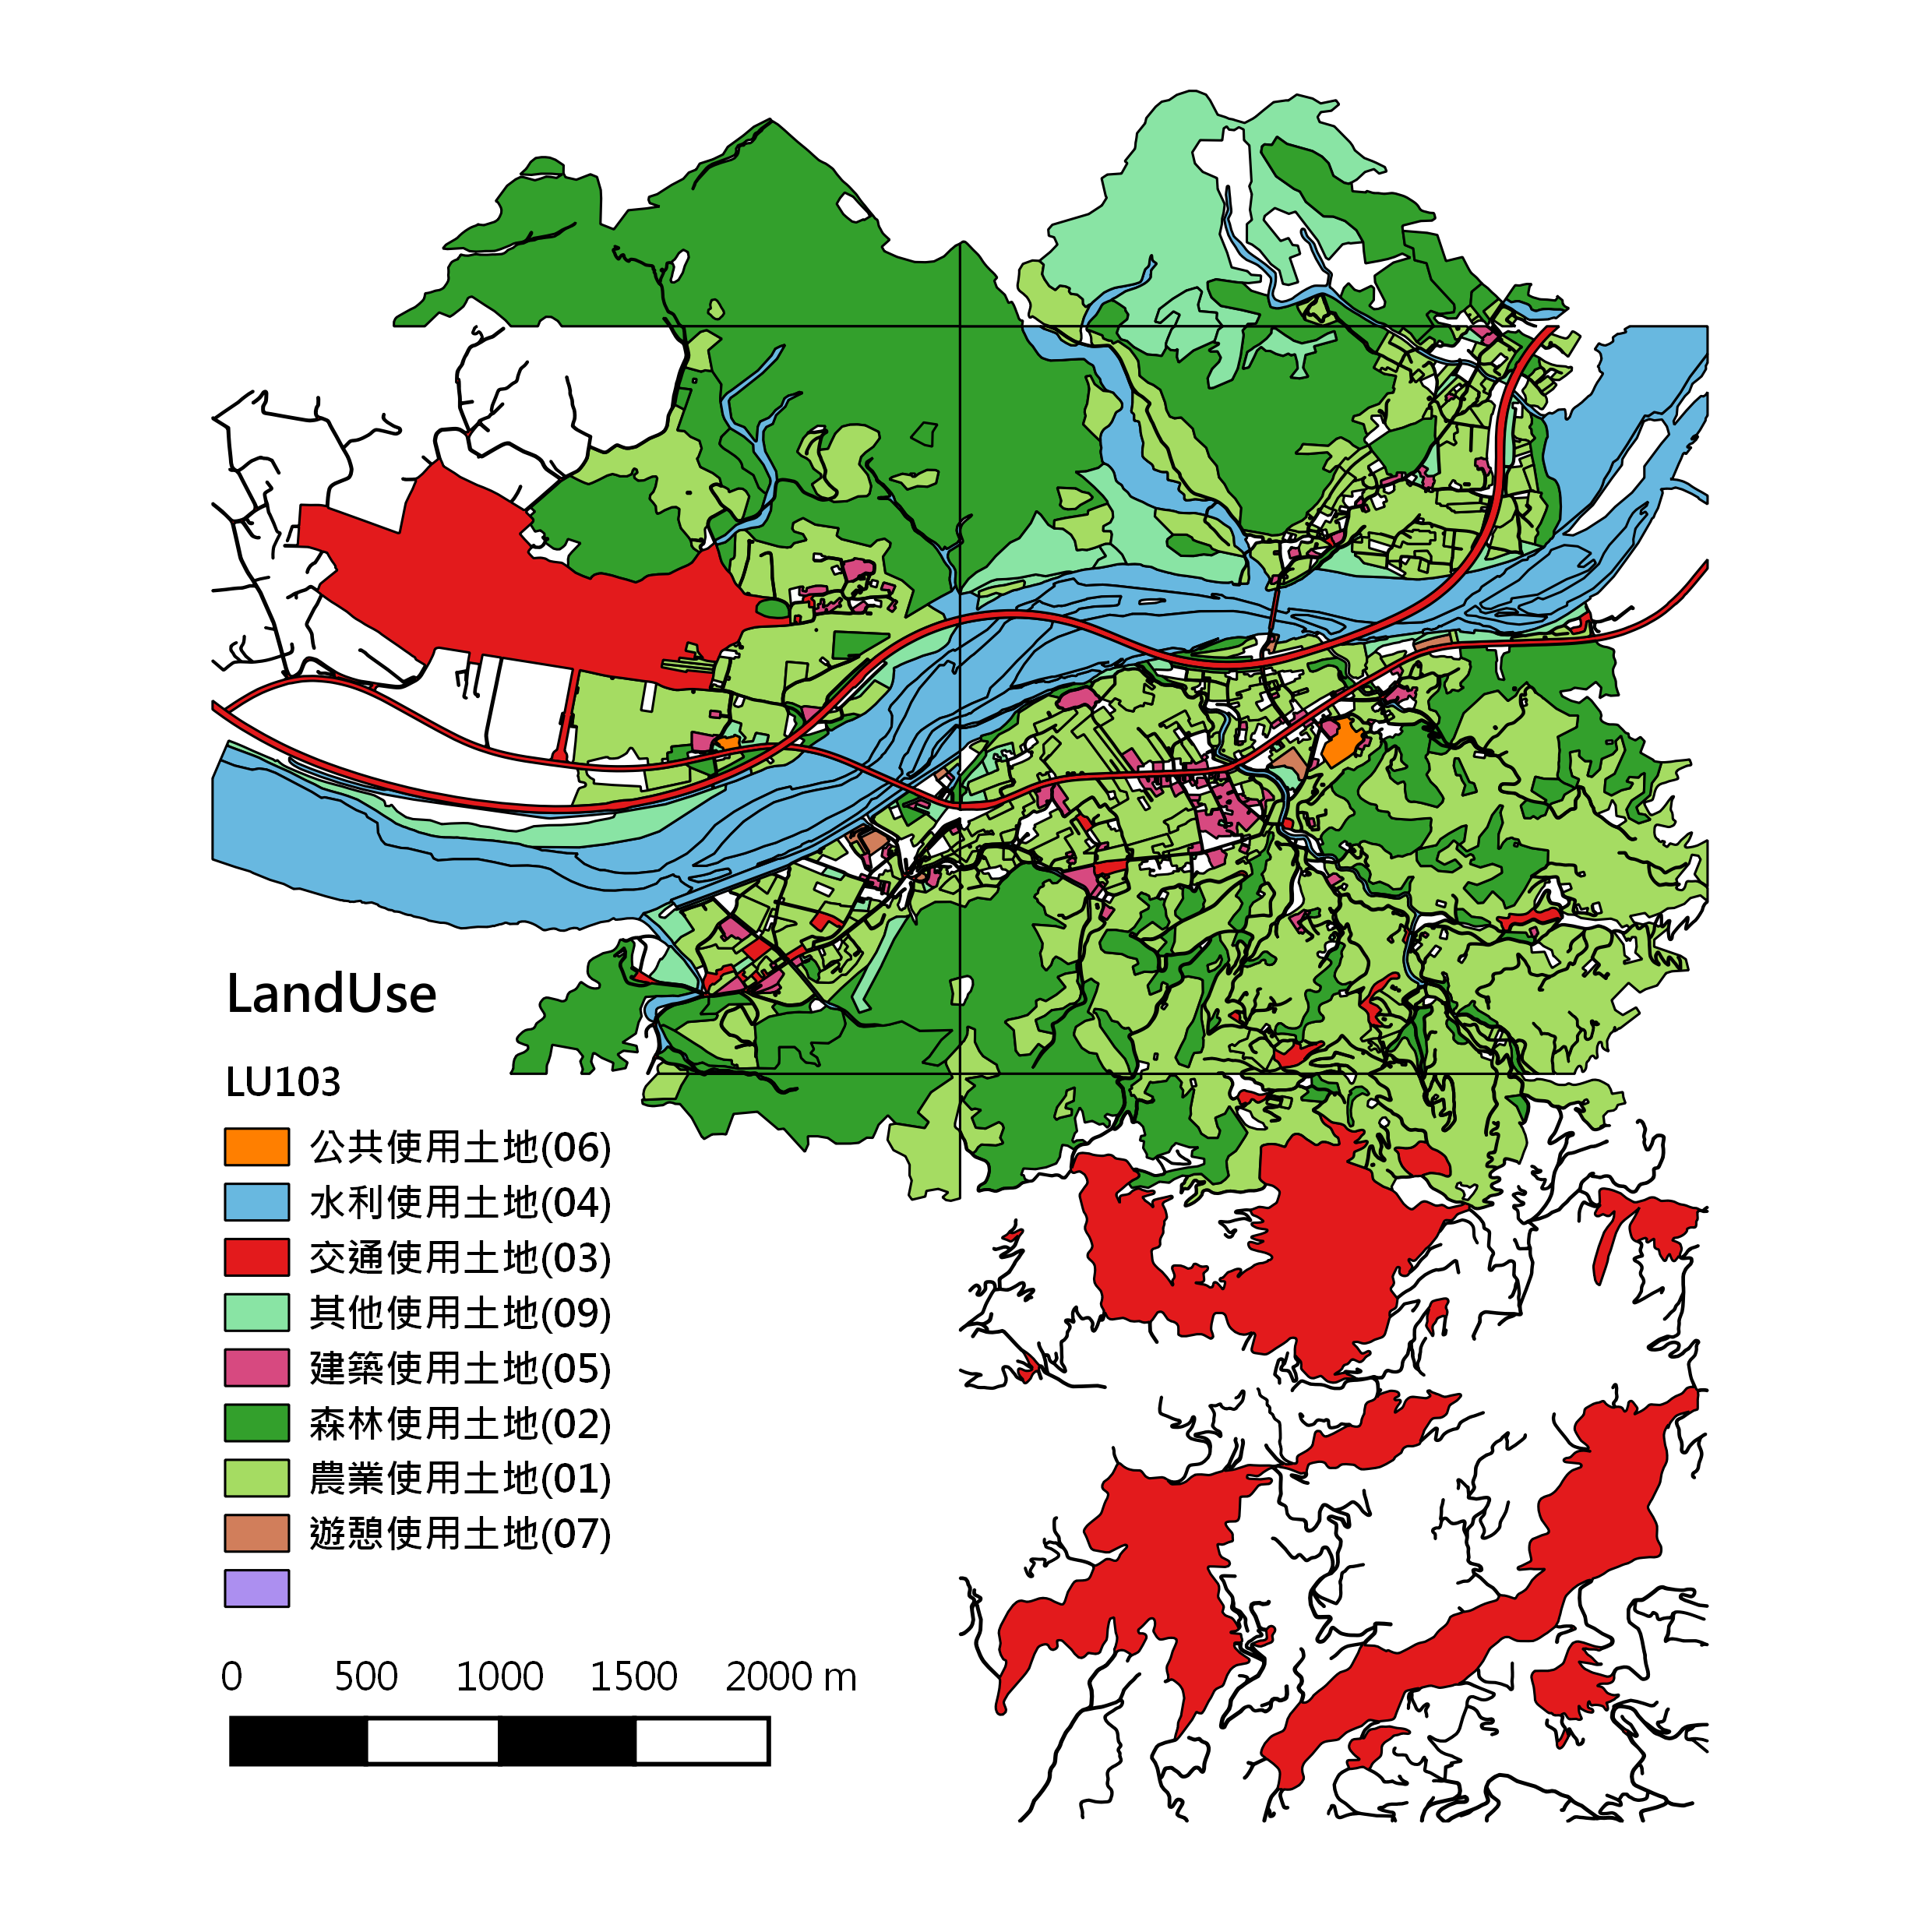 LandUse
LU103
公共使用土地(06)
水利使用土地(04)
交通使用土地(03)
其他使用土地(09)
建築使用土地(05)
森林使用土地(02)
農業使用土地(01)
遊憩使用土地(07)
0 500 1000 1500 2000 m